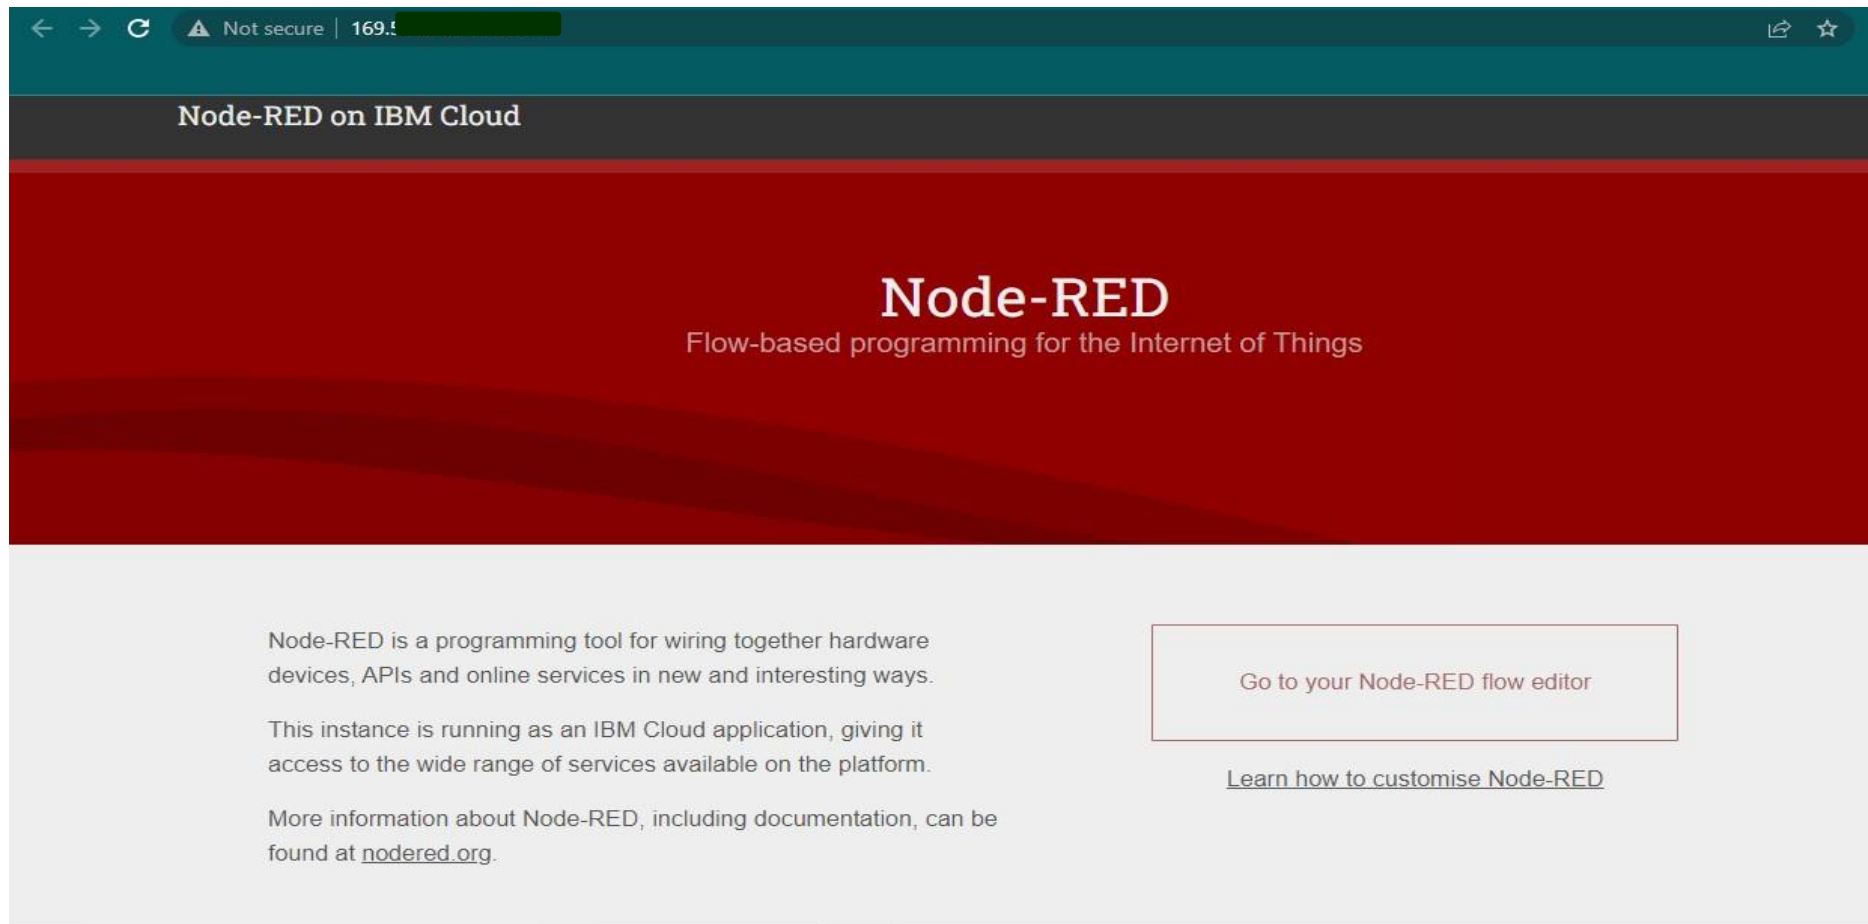 Not secure | 169.5
Node-RED on IBM Cloud
Node-RED
Flow-based programming for the Internet of Things
Node-RED is a programming tool for wiring together hardware
devices, APIs and online services in new and interesting ways.
This instance is running as an IBM Cloud application, giving it
access to the wide range of services available on the platform.
More information about Node-RED, including documentation, can be
found at nodered.org.
Go to your Node-RED flow editor
Learn how to customise Node-RED